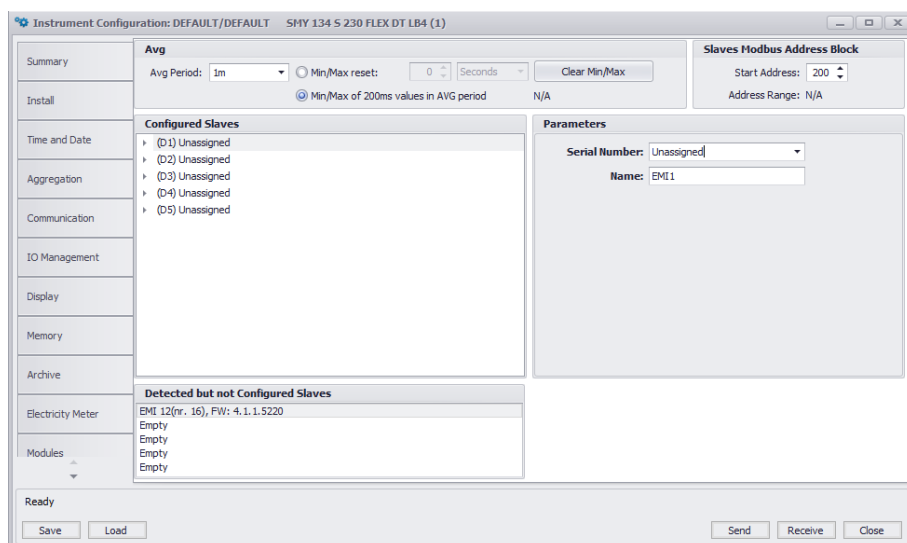 Instrument Configuration: DEFAULT/DEFAULT SMY 134 S 230 FLEX DT LB4 (1)
Summary
Install
Time and Date
Aggregation
Communication
IO Management
Display
Memory
Archive
Electricity Meter
Modules
Avg
Avg Period: 1m
Min/Max reset: 0 Seconds Clear Min/Max
Min/Max of 200ms values in AVG period N/A
Slaves Modbus Address Block
Start Address: 200
Address Range: N/A
Configured Slaves
(D1) Unassigned
(D2) Unassigned
(D3) Unassigned
(D4) Unassigned
(D5) Unassigned
Parameters
Serial Number: Unassigned
Name: EMI1
Detected but not Configured Slaves
EMI 12(nr. 16), FW: 4.1.1.5220
Empty
Empty
Empty
Empty
Ready
Save Load Send Receive Close